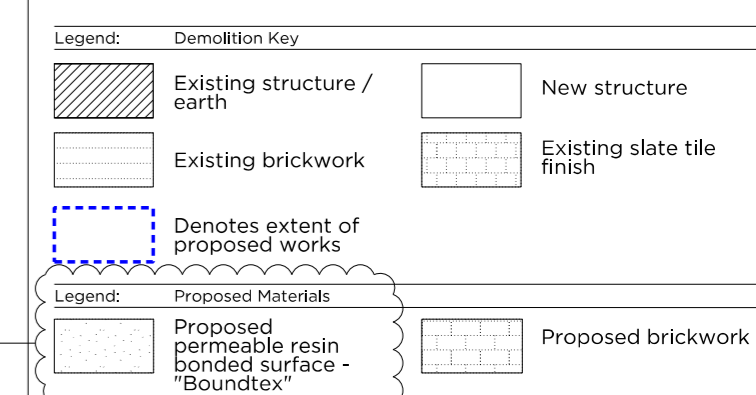 Legend: Demolition Key
Existing structure /
earth
New structure
Existing brickwork
Existing slate tile
finish
Denotes extent of
proposed works
Legend: Proposed Materials
Proposed
permeable resin
bonded surface -
"Boundtex"
Proposed brickwork